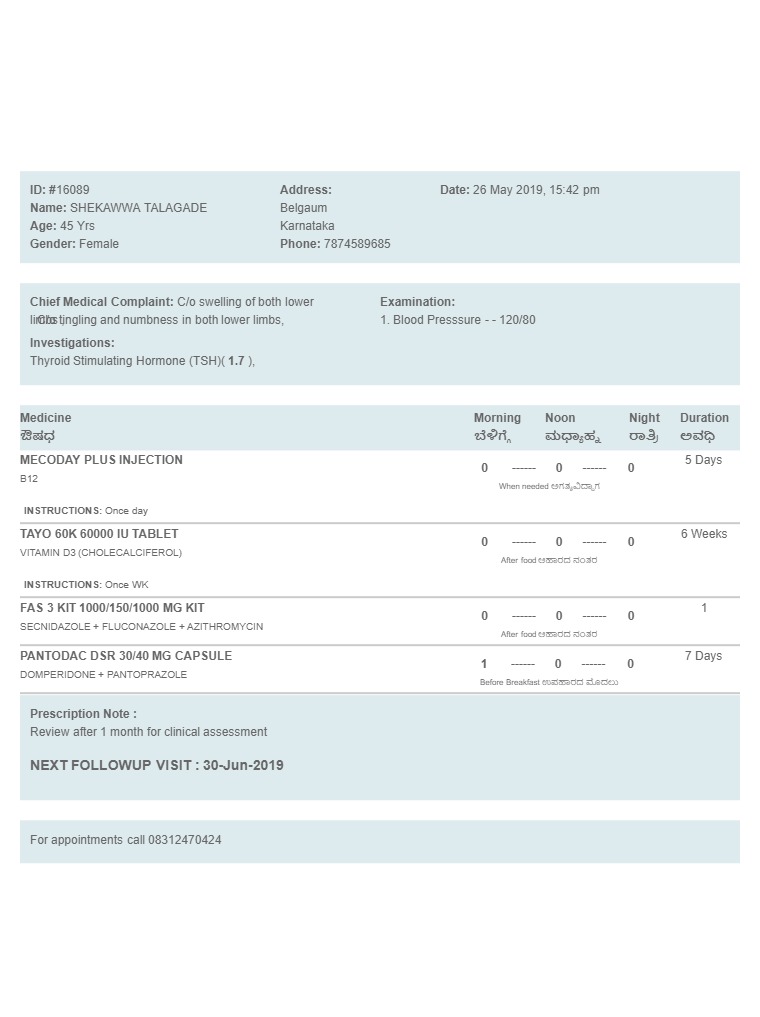 ID: #16089
Name: SHEKAWWA TALAGADE
Age: 45 Yrs
Gender: Female
Address:
Belgaum
Karnataka
Phone: 7874589685
Date: 26 May 2019, 15:42 pm
Chief Medical Complaint: C/o swelling of both lower
limbs, C/o tingling and numbness in both lower limbs,
Investigations:
Thyroid Stimulating Hormone (TSH)( 1.7 ),
Examination:
1. Blood Presssure - - 120/80
Medicine Morning Noon Night Duration
ಔಷಧ ಬೆಳಿಗ್ಗೆ ಮಧ್ಯಾಹ್ನ ರಾತ್ರಿ ಅವಧಿ
MECODAY PLUS INJECTION 0 ------ 0 ------ 0 5 Days
B12 When needed ಅಗತ್ಯವಿದ್ದಾಗ
INSTRUCTIONS: Once day
TAYO 60K 60000 IU TABLET 0 ------ 0 ------ 0 6 Weeks
VITAMIN D3 (CHOLECALCIFEROL) After food ಆಹಾರದ ನಂತರ
INSTRUCTIONS: Once WK
FAS 3 KIT 1000/150/1000 MG KIT 0 ------ 0 ------ 0 1
SECNIDAZOLE + FLUCONAZOLE + AZITHROMYCIN After food ಆಹಾರದ ನಂತರ
PANTODAC DSR 30/40 MG CAPSULE 1 ------ 0 ------ 0 7 Days
DOMPERIDONE + PANTOPRAZOLE Before Breakfast ಉಪಹಾರದ ಮೊದಲು
Prescription Note :
Review after 1 month for clinical assessment
NEXT FOLLOWUP VISIT : 30-Jun-2019
For appointments call 08312470424